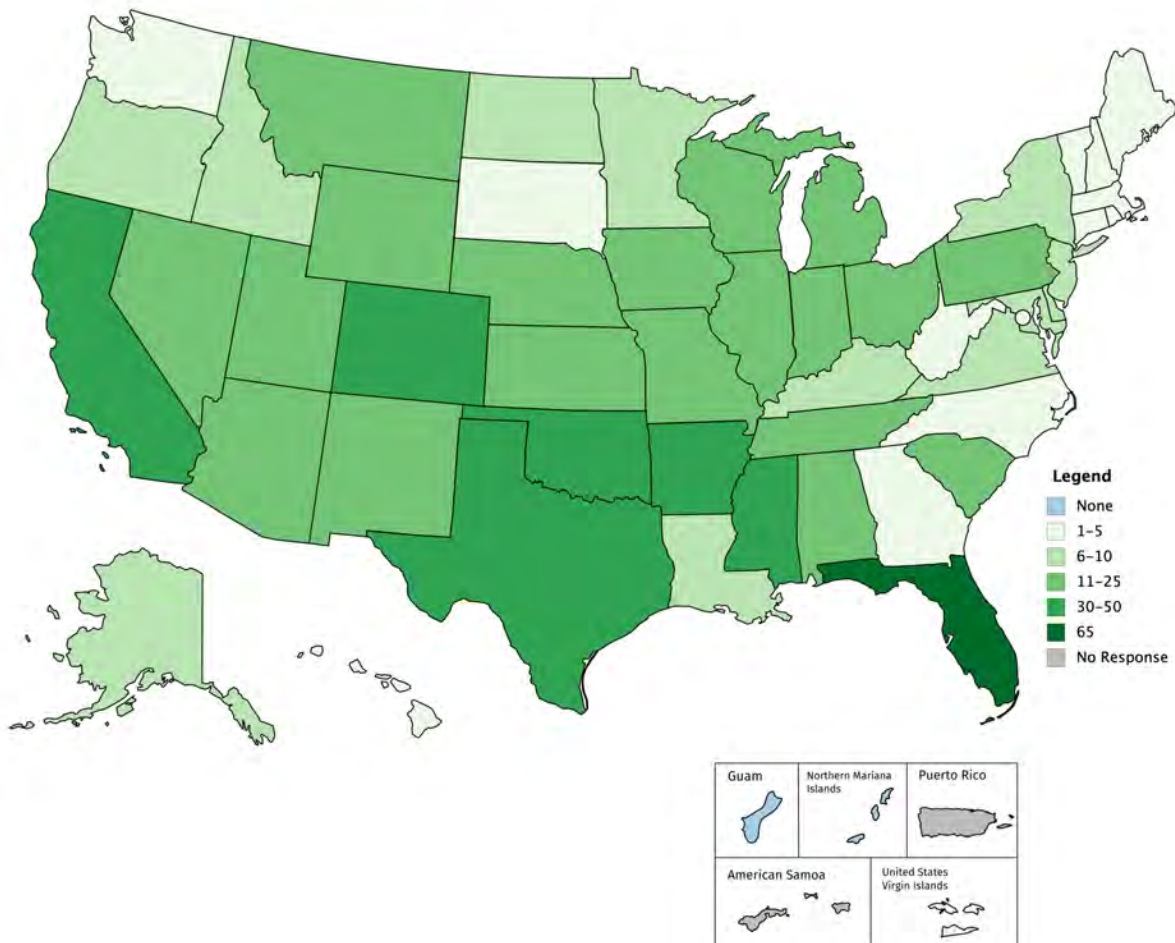 Legend
None
1–5
6–10
11–25
30–50
65
No Response
Guam
Northern Mariana
Islands
Puerto Rico
American Samoa
United States
Virgin Islands